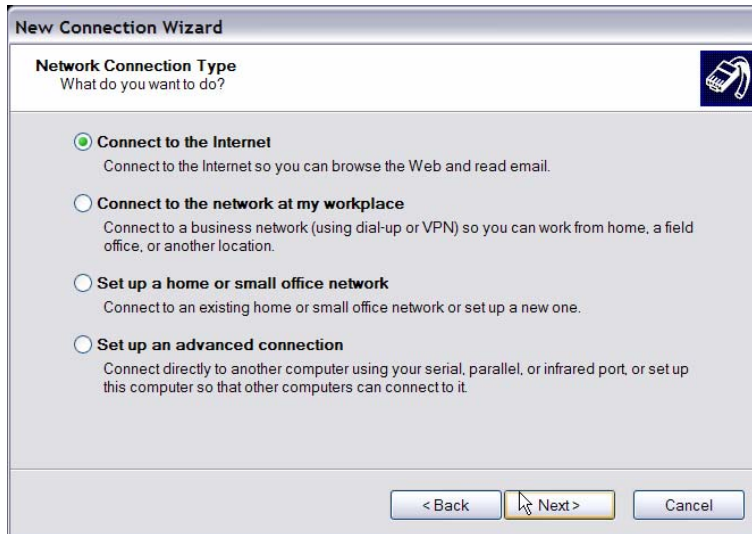 New Connection Wizard
Network Connection Type
What do you want to do?
Connect to the Internet
Connect to the Internet so you can browse the Web and read email.
Connect to the network at my workplace
Connect to a business network (using dial-up or VPN) so you can work from home, a field
office, or another location.
Set up a home or small office network
Connect to an existing home or small office network or set up a new one.
Set up an advanced connection
Connect directly to another computer using your serial, parallel, or infrared port, or set up
this computer so that other computers can connect to it.
< Back Next > Cancel